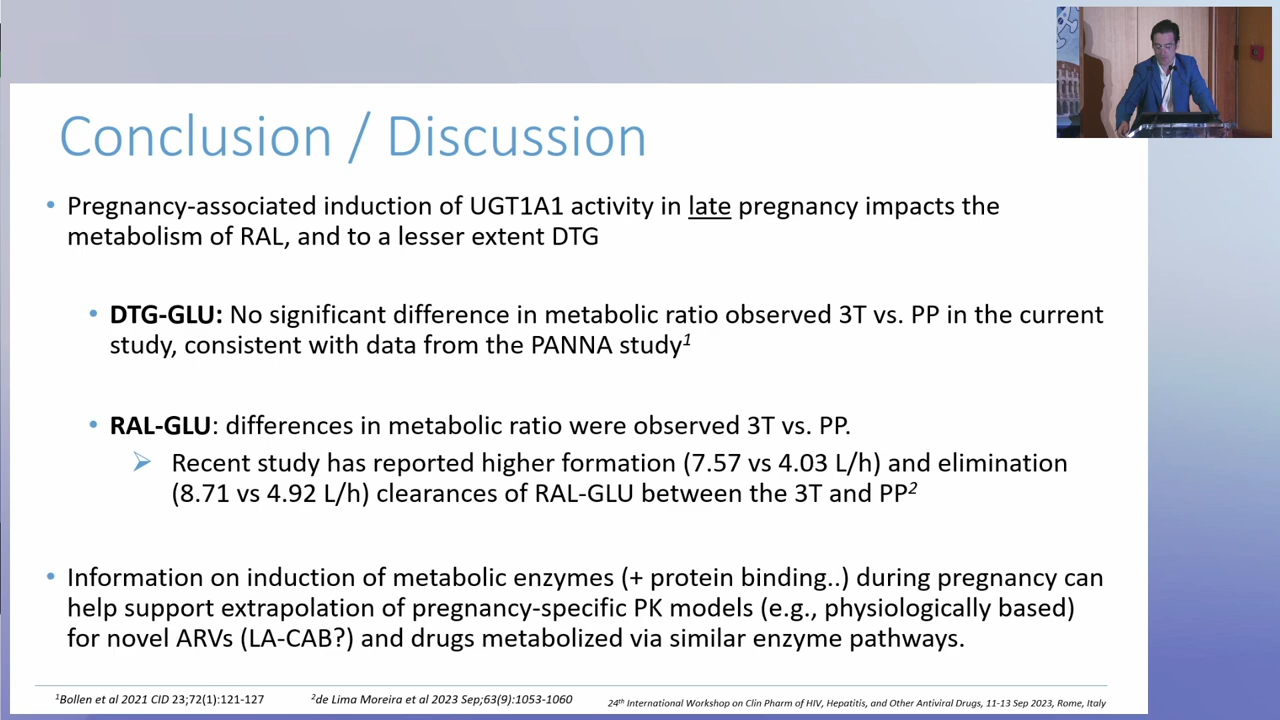 Conclusion / Discussion
• Pregnancy-associated induction of UGT1A1 activity in late pregnancy impacts the
metabolism of RAL, and to a lesser extent DTG
• DTG-GLU: No significant difference in metabolic ratio observed 3T vs. PP in the current
study, consistent with data from the PANNA study1
• RAL-GLU: differences in metabolic ratio were observed 3T vs. PP.
➢ Recent study has reported higher formation (7.57 vs 4.03 L/h) and elimination
(8.71 vs 4.92 L/h) clearances of RAL-GLU between the 3T and PP2
• Information on induction of metabolic enzymes (+ protein binding..) during pregnancy can
help support extrapolation of pregnancy-specific PK models (e.g., physiologically based)
for novel ARVs (LA-CAB?) and drugs metabolized via similar enzyme pathways.
1Bollen et al 2021 CID 23;72(1):121-127
2de Lima Moreira et al 2023 Sep;63(9):1053-1060
24th International Workshop on Clin Pharm of HIV, Hepatitis, and Other Antiviral Drugs, 11-13 Sep 2023, Rome, Italy